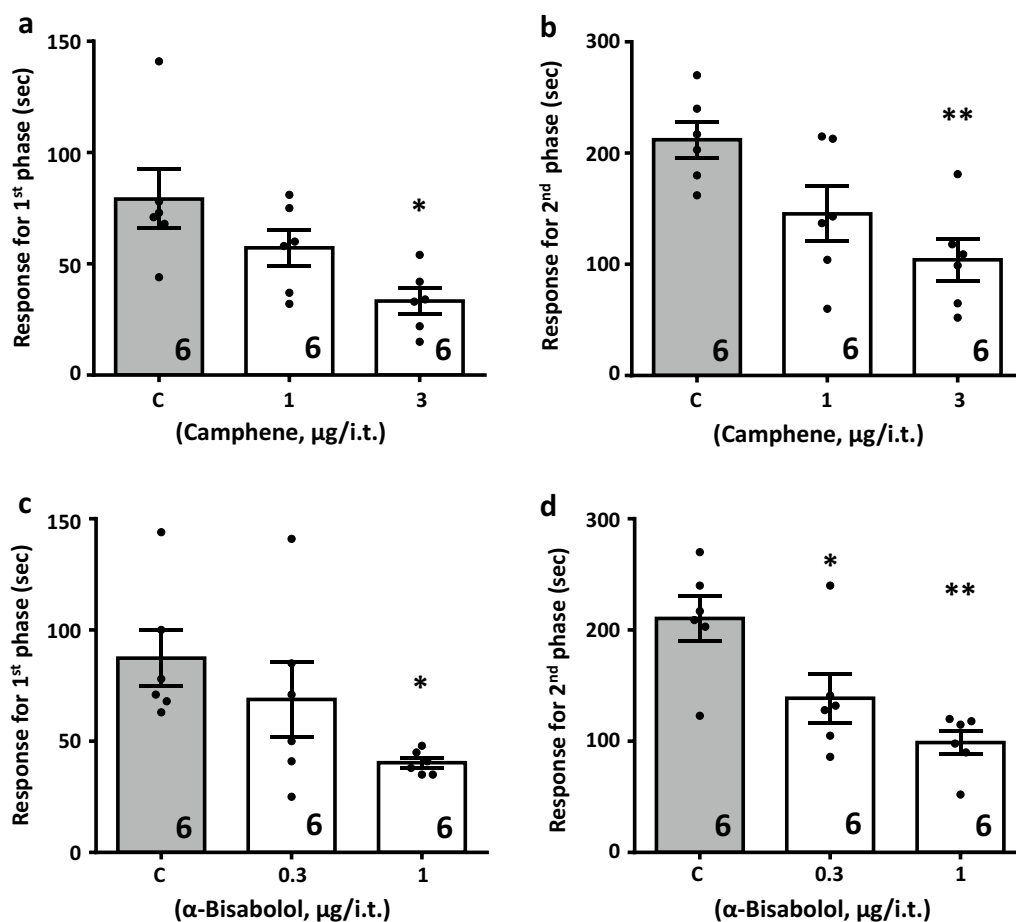 a
Response for 1st phase (sec)
150
100
50
0
*
6
6
6
C
1
3
(Camphene, μg/i.t.)
b
Response for 2nd phase (sec)
300
200
100
0
**
6
6
6
C
1
3
(Camphene, μg/i.t.)
c
Response for 1st phase (sec)
150
100
50
0
*
6
6
6
C
0.3
1
(α-Bisabolol, μg/i.t.)
d
Response for 2nd phase (sec)
300
200
100
0
*
**
6
6
6
C
0.3
1
(α-Bisabolol, μg/i.t.)